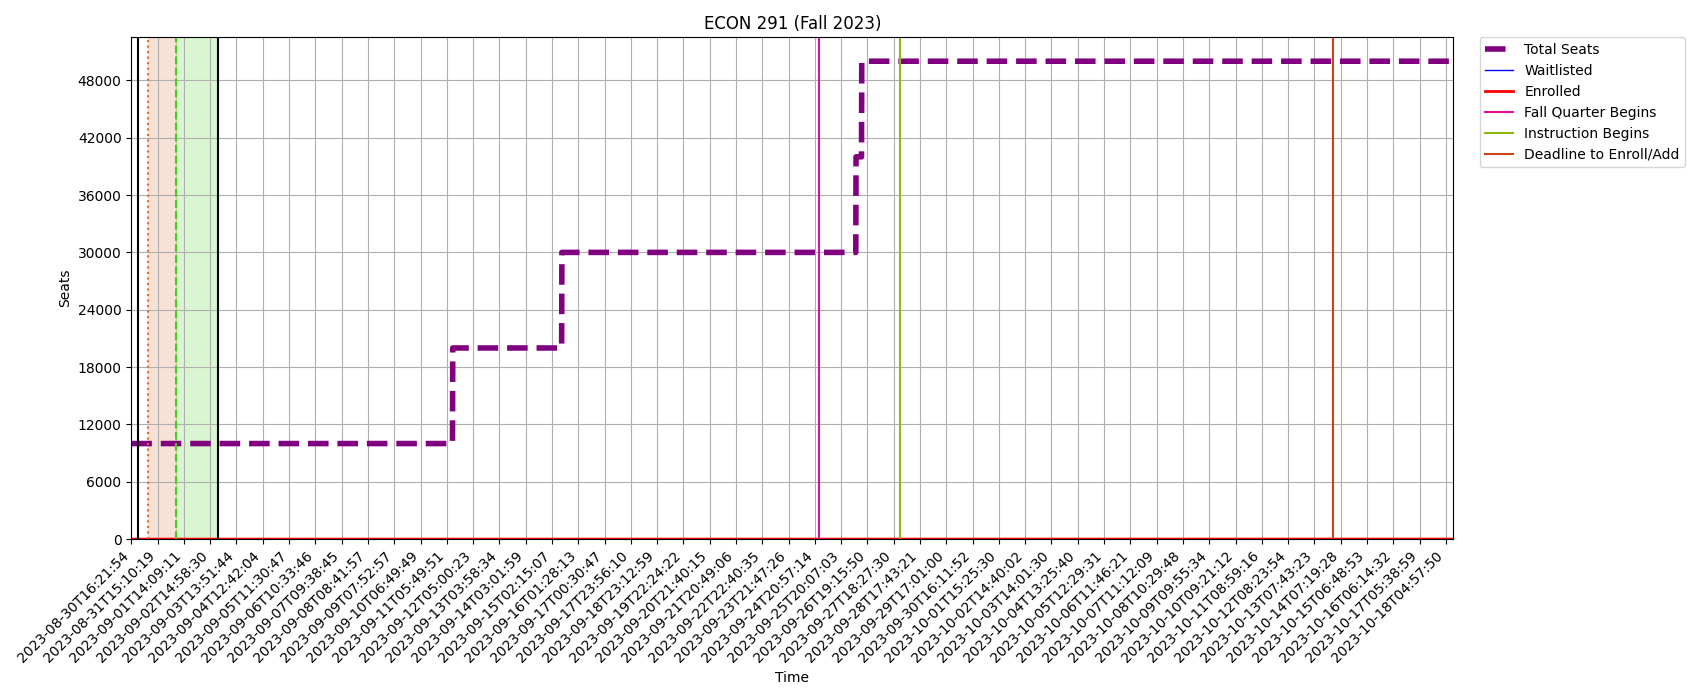 ECON 291 (Fall 2023)
Total Seats
Waitlisted
Enrolled
Fall Quarter Begins
Instruction Begins
Deadline to Enroll/Add
Seats
48000
42000
36000
30000
24000
18000
12000
6000
0
2023-08-30T16:21:54
2023-08-31T15:10:19
2023-09-01T14:09:11
2023-09-02T14:58:30
2023-09-03T13:51:44
2023-09-04T12:42:04
2023-09-05T11:30:47
2023-09-06T10:33:46
2023-09-07T09:38:45
2023-09-08T08:41:57
2023-09-09T07:52:57
2023-09-10T06:49:49
2023-09-11T05:49:51
2023-09-12T05:00:23
2023-09-13T03:58:34
2023-09-14T03:01:59
2023-09-15T02:15:07
2023-09-16T01:28:13
2023-09-17T00:30:47
2023-09-17T23:56:10
2023-09-18T23:12:59
2023-09-19T22:24:22
2023-09-20T21:40:15
2023-09-21T20:49:06
2023-09-22T22:40:35
2023-09-23T21:47:26
2023-09-24T20:57:14
2023-09-25T20:07:03
2023-09-26T19:15:50
2023-09-27T18:27:30
2023-09-28T17:43:21
2023-09-29T17:01:00
2023-09-30T16:11:52
2023-10-01T15:25:30
2023-10-02T14:40:02
2023-10-03T14:01:30
2023-10-04T13:25:40
2023-10-05T12:29:31
2023-10-06T11:46:21
2023-10-07T11:12:09
2023-10-08T10:29:48
2023-10-09T09:55:34
2023-10-10T09:21:12
2023-10-11T08:59:16
2023-10-12T08:23:54
2023-10-13T07:43:23
2023-10-14T07:19:28
2023-10-15T06:48:53
2023-10-16T06:14:32
2023-10-17T05:38:59
2023-10-18T04:57:50
Time